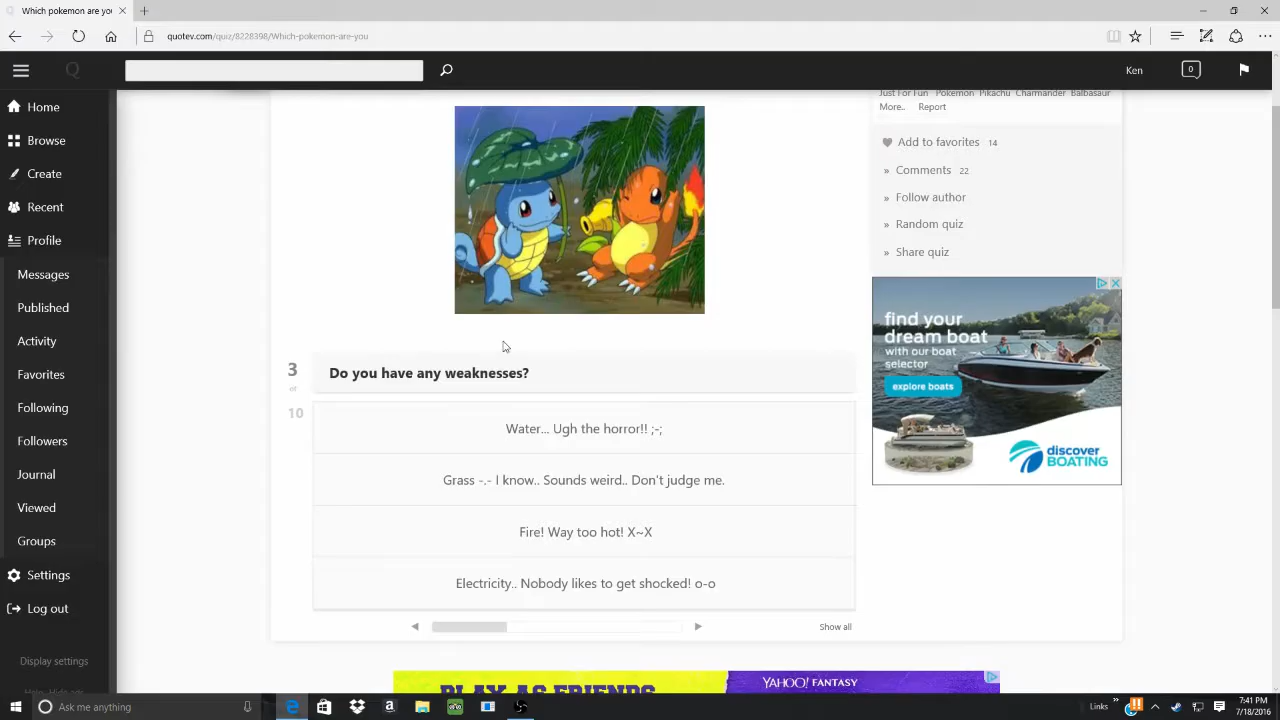 Which pokemon are you
quotev.com/quiz/8228398/Which-pokemon-are-you
Q
Ken
0
Home
Browse
Create
Recent
Profile
Messages
Published
Activity
Favorites
Following
Followers
Journal
Viewed
Groups
Settings
Log out
Display settings
Just For Fun Pokemon Pikachu Charmander Balbasaur
More.. Report
Add to favorites 14
» Comments 22
» Follow author
» Random quiz
» Share quiz
find your
dream boat
with our boat
selector
explore boats
discover
BOATING
3
of
10
Do you have any weaknesses?
Water... Ugh the horror!! ;-;
Grass -.- I know.. Sounds weird.. Don't judge me.
Fire! Way too hot! X~X
Electricity.. Nobody likes to get shocked! o-o
Show all
PLAY AS FRIENDS
YAHOO! FANTASY
Ask me anything
Links
7:41 PM
7/18/2016